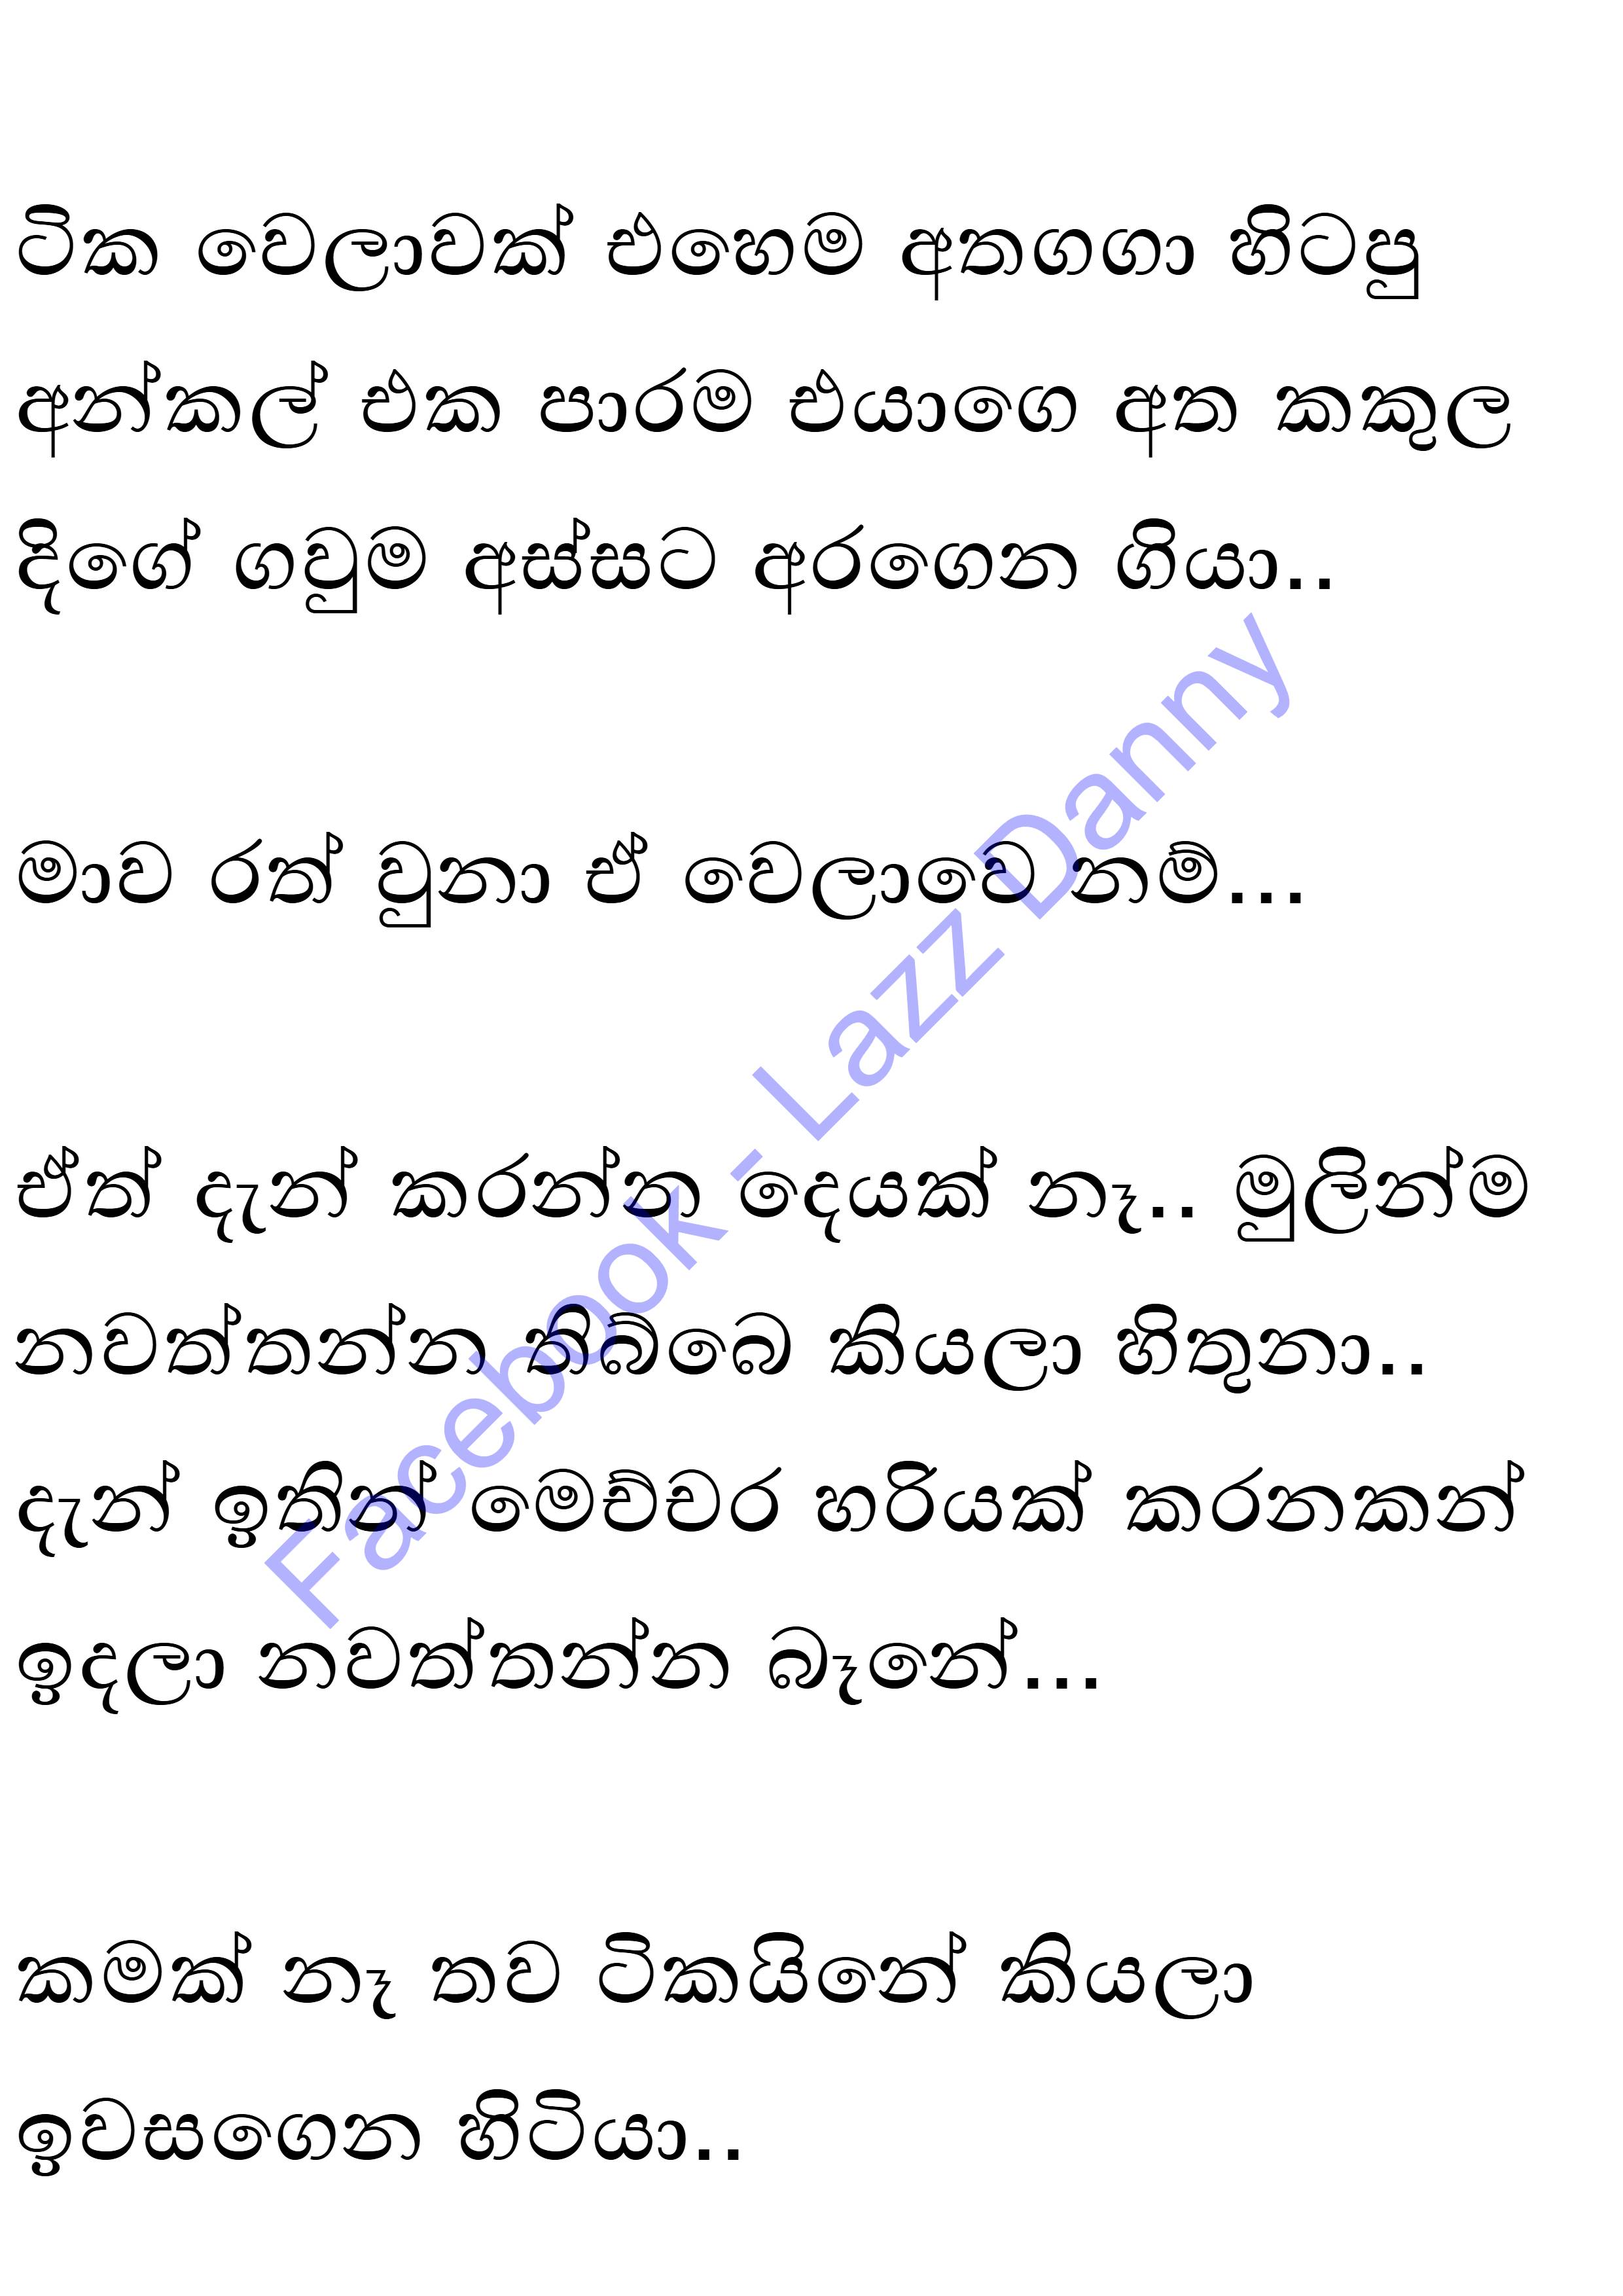 ටික වෙලාවක් එහෙම අතගගා හිටපු
අන්කල් එක පාරම එයාගෙ අත කකුල
දිගේ ගවුම අස්සට අරගෙන ගියා..
මාව රත් වුනා ඒ වෙලාවෙ නම්...
ඒත් දැන් කරන්න දෙයක් නෑ.. මුලින්ම
නවත්තන්න තිබ්බෙ කියලා හිතුනා..
දැන් ඉතින් මෙච්චර හරියක් කරනකන්
ඉදලා නවත්තන්න බෑනේ...
කමක් නෑ තව ටිකයිනේ කියලා
ඉවසගෙන හිටියා..
Facebook - Lazz Danny